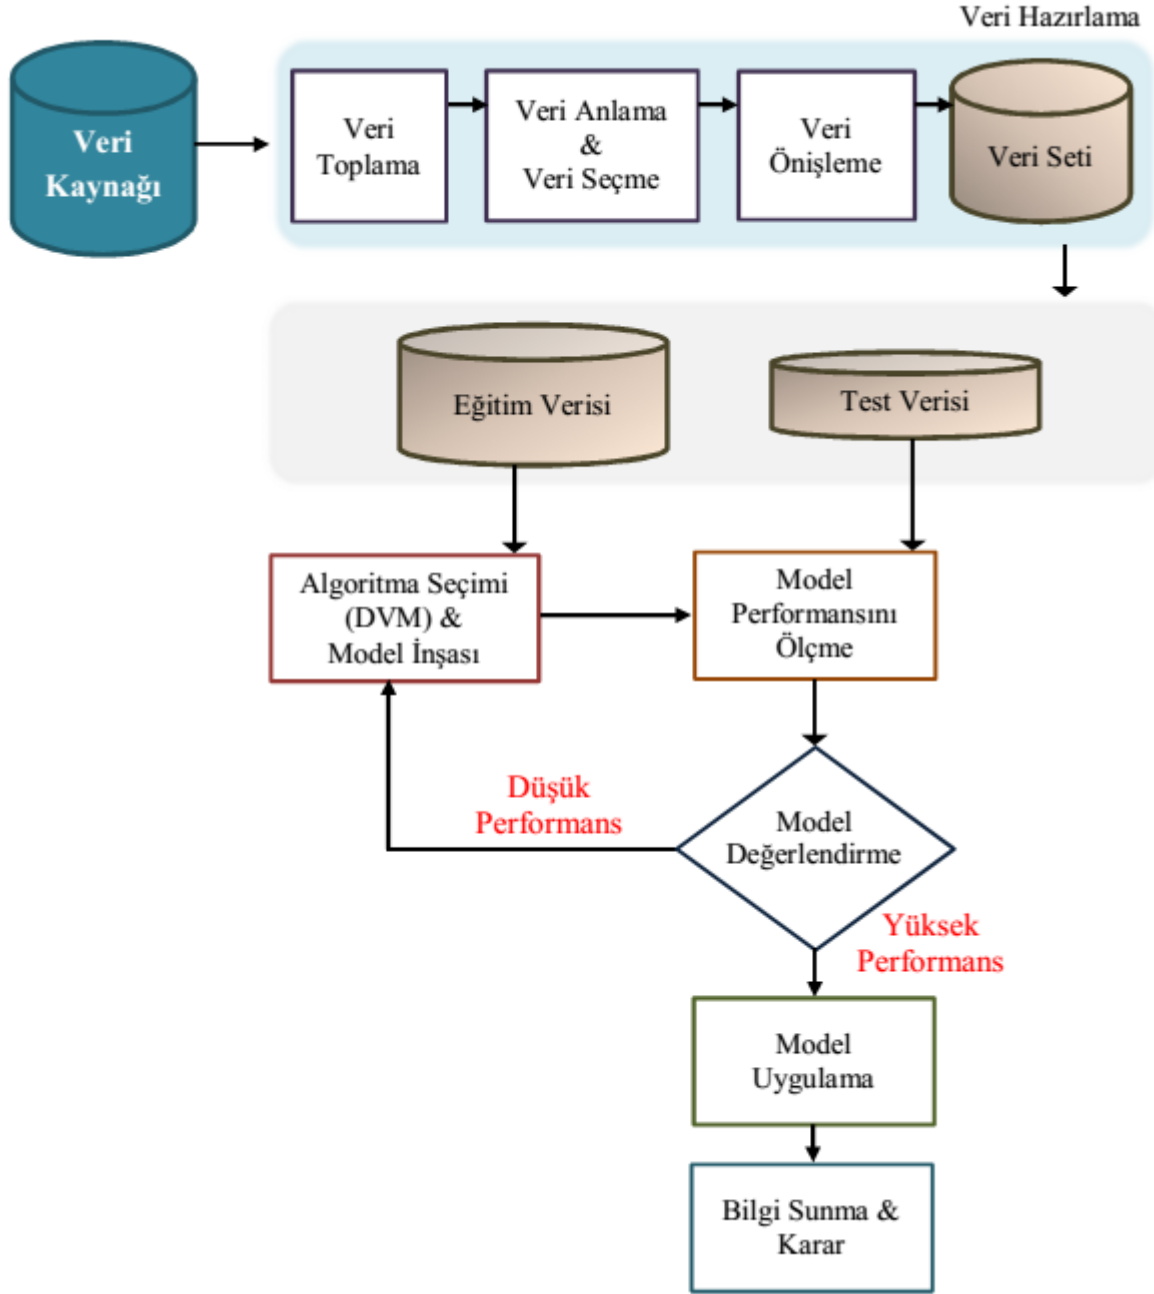 Veri Hazırlama
Veri
Kaynağı
Veri
Toplama
Veri Anlama
&
Veri Seçme
Veri
Önişleme
Veri Seti
Eğitim Verisi
Test Verisi
Algoritma Seçimi
(DVM) &
Model İnşası
Model
Performansını
Ölçme
Düşük
Performans
Model
Değerlendirme
Yüksek
Performans
Model
Uygulama
Bilgi Sunma &
Karar